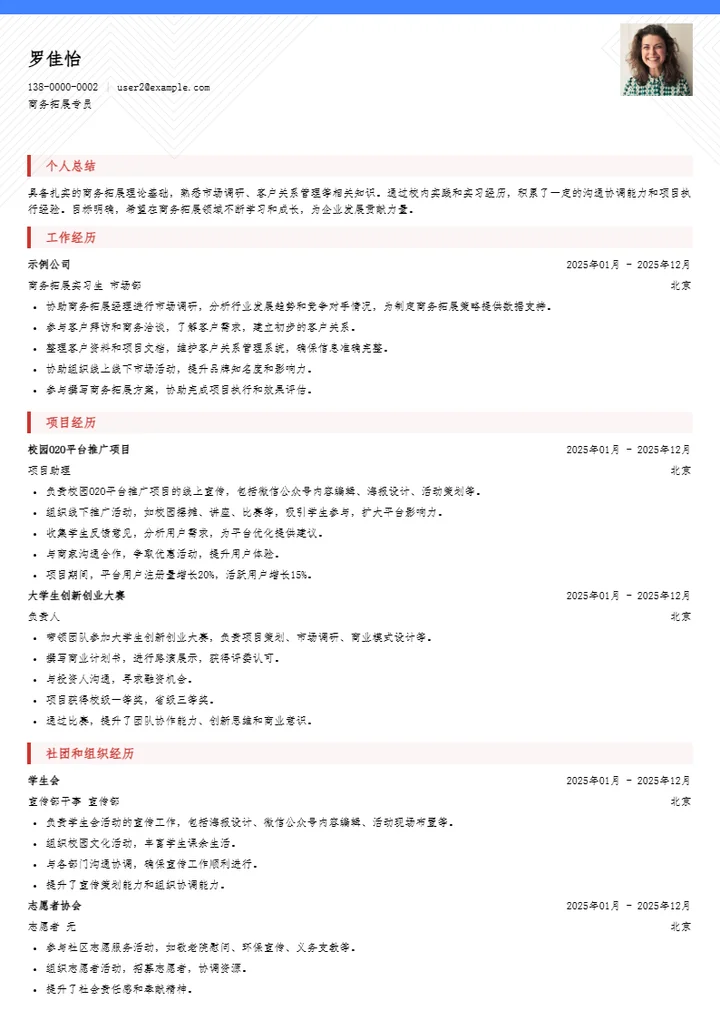 罗佳怡
138-0000-0002 | user2@example.com
商务拓展专员
个人总结
具备扎实的商务拓展理论基础，熟悉市场调研、客户关系管理等相关知识。通过校内实践和实习经历，积累了一定的沟通协调能力和项目执
行经验。目标明确，希望在商务拓展领域不断学习和成长，为企业发展贡献力量。
工作经历
示例公司 2025年01月 - 2025年12月
商务拓展实习生 市场部 北京
• 协助商务拓展经理进行市场调研，分析行业发展趋势和竞争对手情况，为制定商务拓展策略提供数据支持。
• 参与客户拜访和商务洽谈，了解客户需求，建立初步的客户关系。
• 整理客户资料和项目文档，维护客户关系管理系统，确保信息准确完整。
• 协助组织线上线下市场活动，提升品牌知名度和影响力。
• 参与撰写商务拓展方案，协助完成项目执行和效果评估。
项目经历
校园O2O平台推广项目 2025年01月 - 2025年12月
项目助理 北京
• 负责校园O2O平台推广项目的线上宣传，包括微信公众号内容编辑、海报设计、活动策划等。
• 组织线下推广活动，如校园摆摊、讲座、比赛等，吸引学生参与，扩大平台影响力。
• 收集学生反馈意见，分析用户需求，为平台优化提供建议。
• 与商家沟通合作，争取优惠活动，提升用户体验。
• 项目期间，平台用户注册量增长20%，活跃用户增长15%。
大学生创新创业大赛 2025年01月 - 2025年12月
负责人 北京
• 带领团队参加大学生创新创业大赛，负责项目策划、市场调研、商业模式设计等。
• 撰写商业计划书，进行路演展示，获得评委认可。
• 与投资人沟通，寻求融资机会。
• 项目获得校级一等奖，省级三等奖。
• 通过比赛，提升了团队协作能力、创新思维和商业意识。
社团和组织经历
学生会 2025年01月 - 2025年12月
宣传部干事 宣传部 北京
• 负责学生会活动的宣传工作，包括海报设计、微信公众号内容编辑、活动现场布置等。
• 组织校园文化活动，丰富学生课余生活。
• 与各部门沟通协调，确保宣传工作顺利进行。
• 提升了宣传策划能力和组织协调能力。
志愿者协会 2025年01月 - 2025年12月
志愿者 无 北京
• 参与社区志愿服务活动，如敬老院慰问、环保宣传、义务支教等。
• 组织志愿者活动，招募志愿者，协调资源。
• 提升了社会责任感和奉献精神。